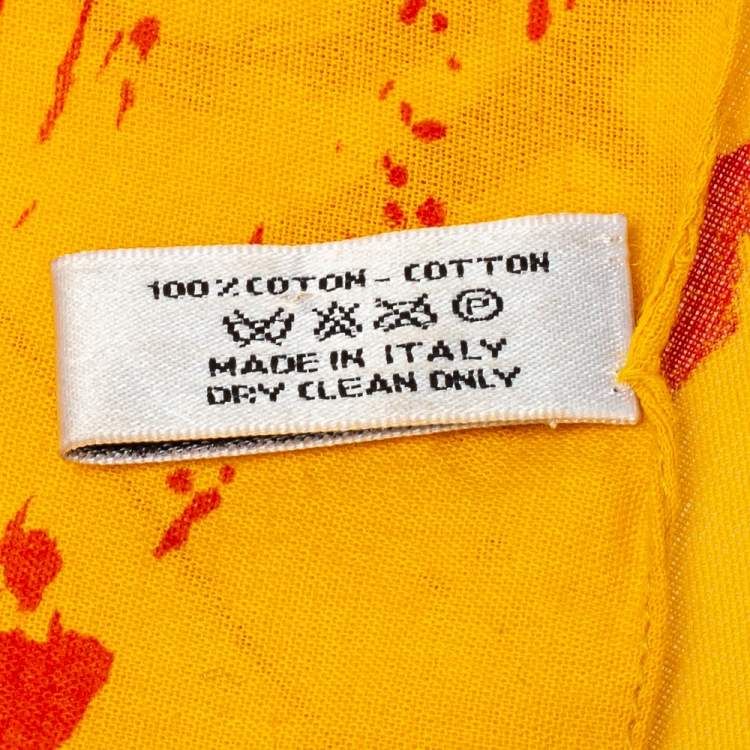 100% COTON - COTTON
P
MADE IN ITALY
DRY CLEAN ONLY